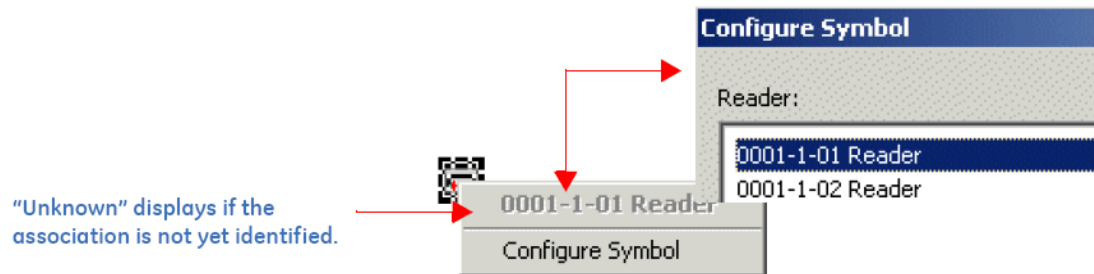 Configure Symbol
Reader:
0001-1-01 Reader
0001-1-02 Reader
0001-1-01 Reader
Configure Symbol
“Unknown” displays if the
association is not yet identified.